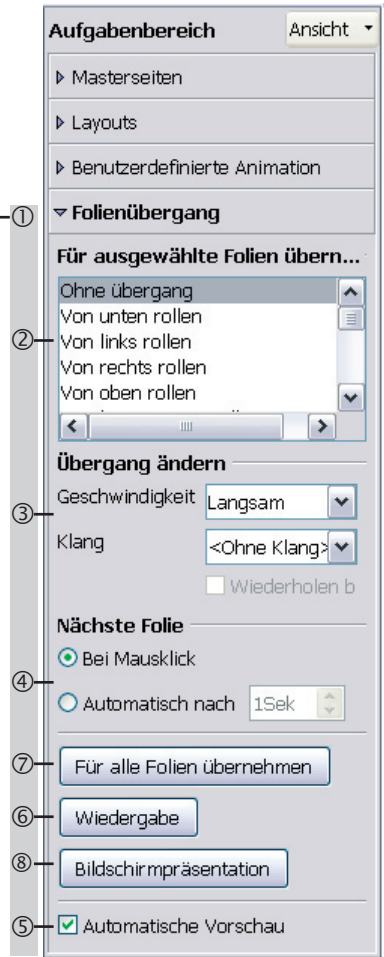 Aufgabenbereich Ansicht
Masterseiten
Layouts
Benutzerdefinierte Animation
① Folienübergang
Für ausgewählte Folien übern...
Ohne übergang
Von unten rollen
② Von links rollen
Von rechts rollen
Von oben rollen
Übergang ändern
③ Geschwindigkeit Langsam
Klang <Ohne Klang>
Wiederholen b
Nächste Folie
Bei Mausklick
④ Automatisch nach 1Sek
⑦ Für alle Folien übernehmen
⑥ Wiedergabe
⑧ Bildschirmpräsentation
⑤ Automatische Vorschau